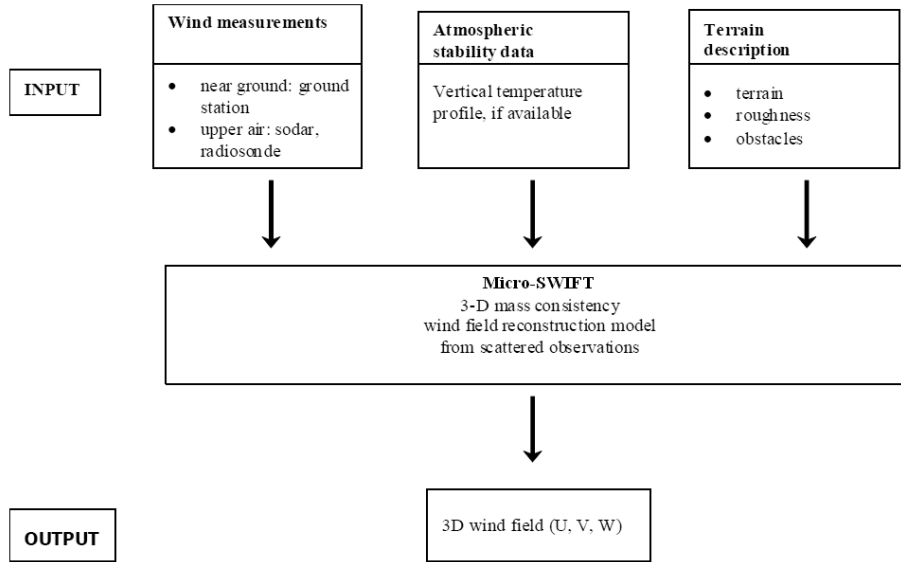 INPUT
Wind measurements
• near ground: ground
station
• upper air: sodar,
radiosonde
Atmospheric
stability data
Vertical temperature
profile, if available
Terrain
description
• terrain
• roughness
• obstacles
Micro-SWIFT
3-D mass consistency
wind field reconstruction model
from scattered observations
OUTPUT
3D wind field (U, V, W)